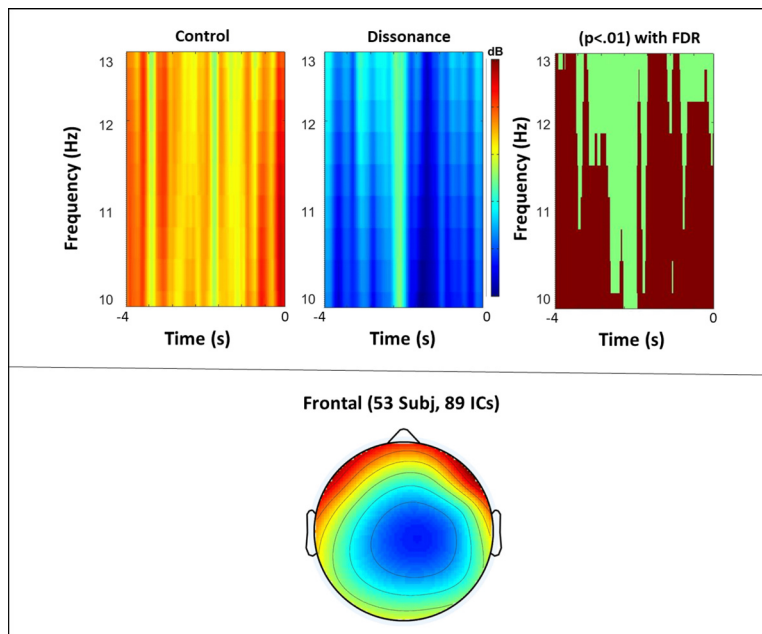 Control
Dissonance
(p<.01) with FDR
dB
Frequency (Hz)
13
12
11
10
-4
0
Time (s)
13
12
11
10
-4
0
Time (s)
Frequency (Hz)
13
12
11
10
-4
0
Time (s)
Frontal (53 Subj, 89 ICs)